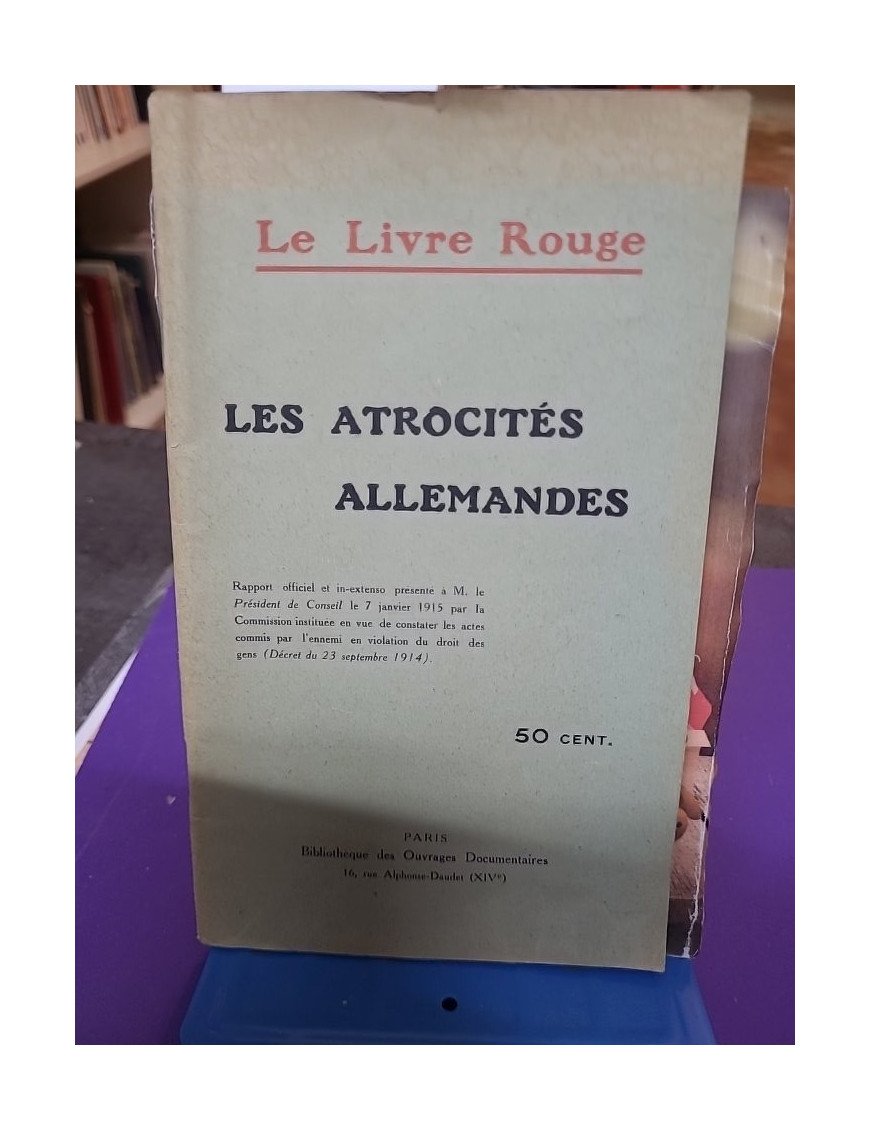 Le Livre Rouge
LES ATROCITÉS
ALLEMANDES
Rapport officiel et in-extenso présenté à M. le
Président de Conseil le 7 janvier 1915 par la
Commission instituée en vue de constater les actes
commis par l'ennemi en violation du droit des
gens (Décret du 23 septembre 1914).
50 CENT.
PARIS
Bibliothèque des Ouvrages Documentaires
16, rue Alphonse-Daudet (XIVe)